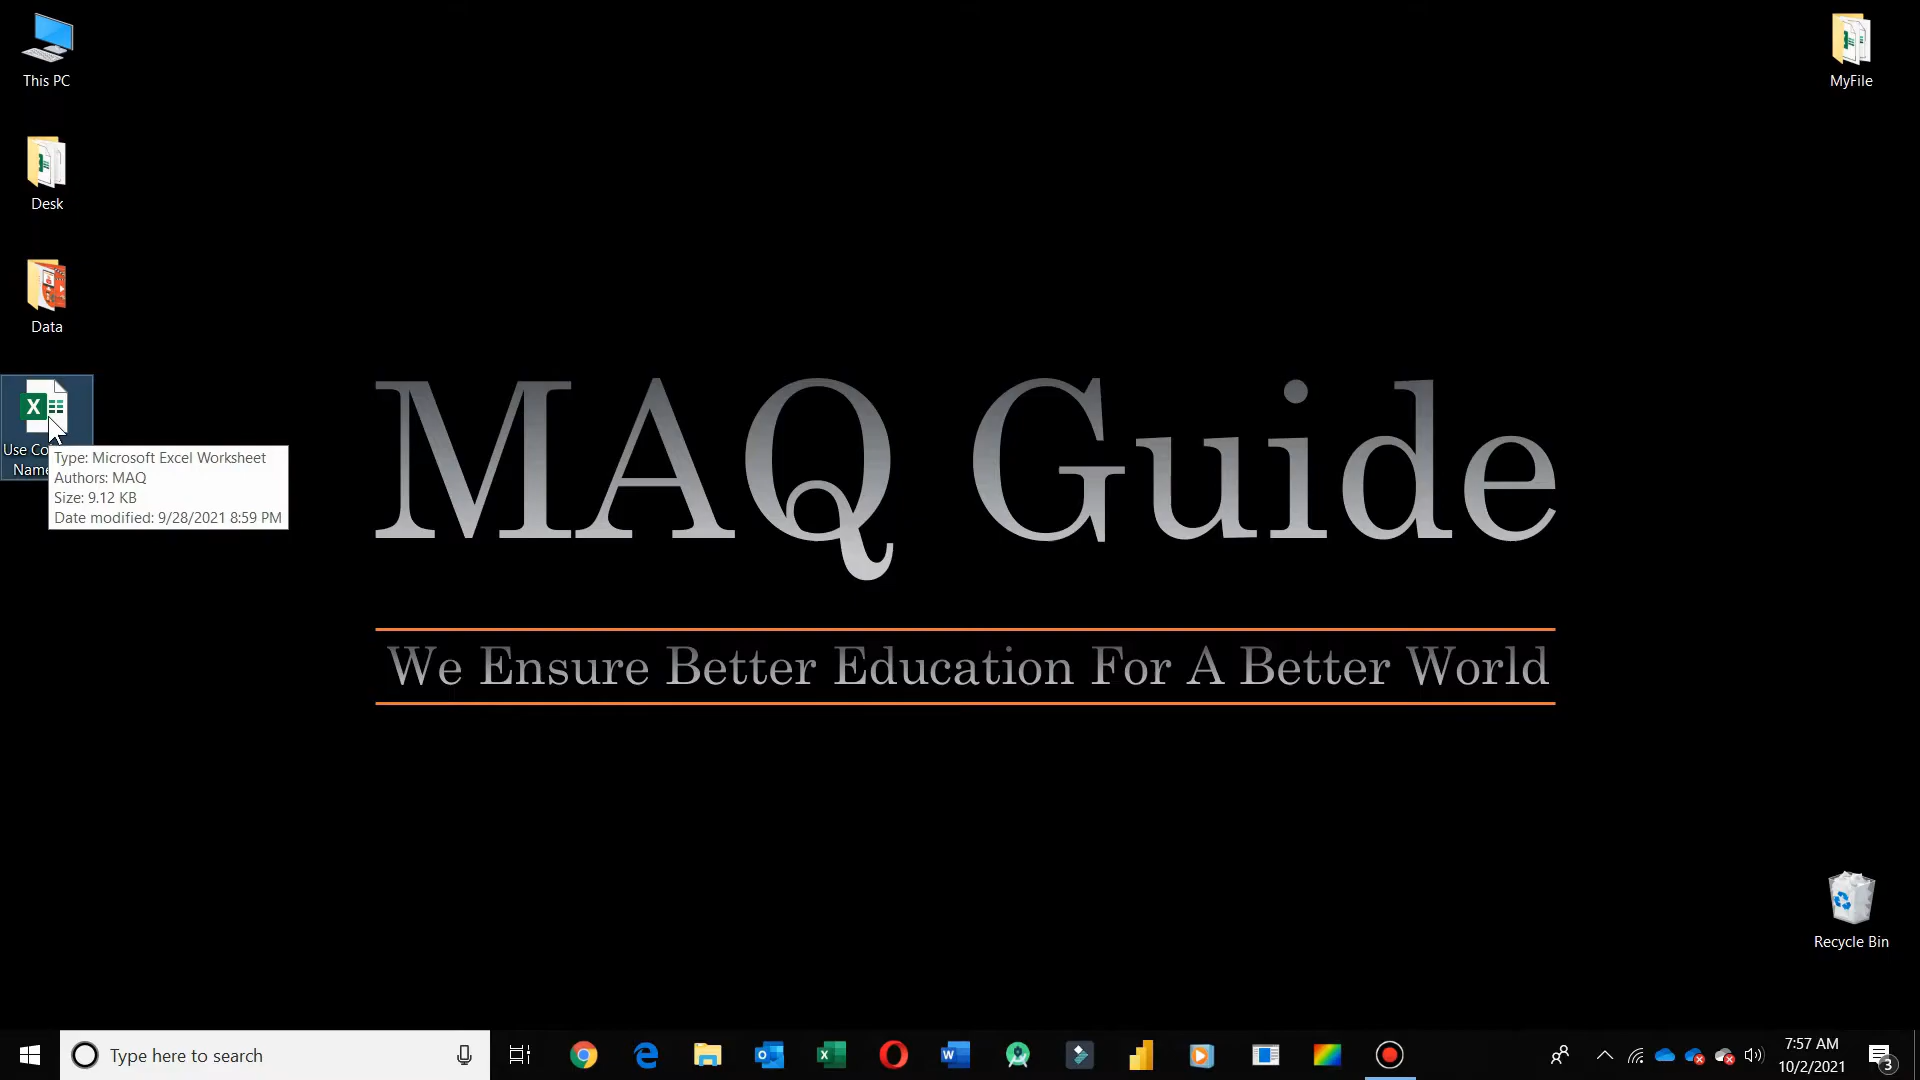 This PC
MyFile
Desk
Data
Use Co
Name
Type: Microsoft Excel Worksheet
Authors: MAQ
Size: 9.12 KB
Date modified: 9/28/2021 8:59 PM
MAQ Guide
We Ensure Better Education For A Better World
Recycle Bin
Type here to search
7:57 AM
10/2/2021
3